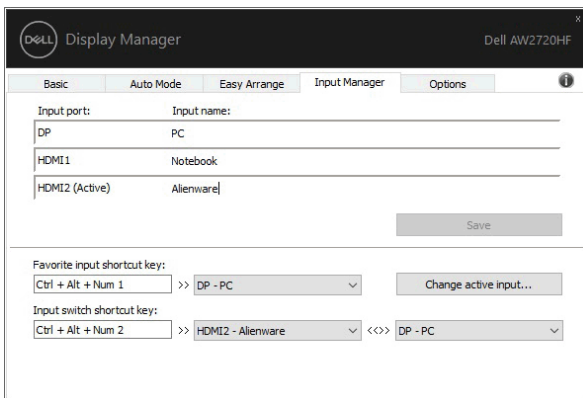 DELL Display Manager Dell AW2720HF x
Basic Auto Mode Easy Arrange Input Manager Options i
Input port: Input name:
DP PC
HDMI1 Notebook
HDMI2 (Active) Alienware
Save
Favorite input shortcut key:
Ctrl + Alt + Num 1 >> DP - PC Change active input...
Input switch shortcut key:
Ctrl + Alt + Num 2 >> HDMI2 - Alienware <<>> DP - PC